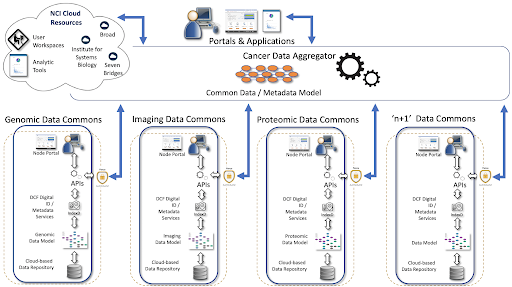 NCI Cloud
Resources
User
Workspaces
Broad
Institute for
Systems
Biology
Analytic
Tools
Seven
Bridges
Portals & Applications
Cancer Data Aggregator
Common Data / Metadata Model
Genomic Data Commons
Node Portal
APIs
DCF Digital
ID /
Metadata
Services
IndexD
Genomic
Data Model
Cloud-based
Data Repository
Imaging Data Commons
Node Portal
APIs
DCF Digital
ID /
Metadata
Services
IndexD
Imaging
Data Model
Cloud-based
Data Repository
Proteomic Data Commons
Node Portal
APIs
DCF Digital
ID /
Metadata
Services
IndexD
Proteomic
Data Model
Cloud-based
Data Repository
‘n+1’ Data Commons
Node Portal
APIs
DCF Digital
ID /
Metadata
Services
IndexD
Data Model
Cloud-based
Data Repository